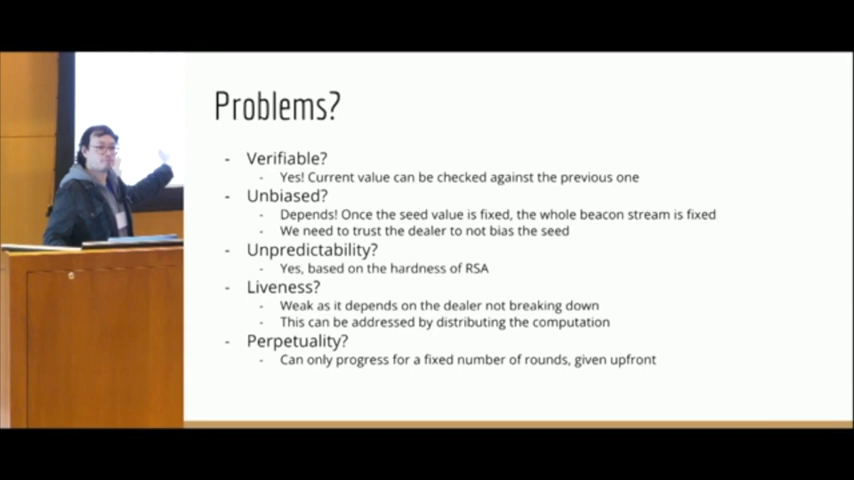 Problems?
- Verifiable?
- Yes! Current value can be checked against the previous one
- Unbiased?
- Depends! Once the seed value is fixed, the whole beacon stream is fixed
- We need to trust the dealer to not bias the seed
- Unpredictability?
- Yes, based on the hardness of RSA
- Liveness?
- Weak as it depends on the dealer not breaking down
- This can be addressed by distributing the computation
- Perpetuality?
- Can only progress for a fixed number of rounds, given upfront